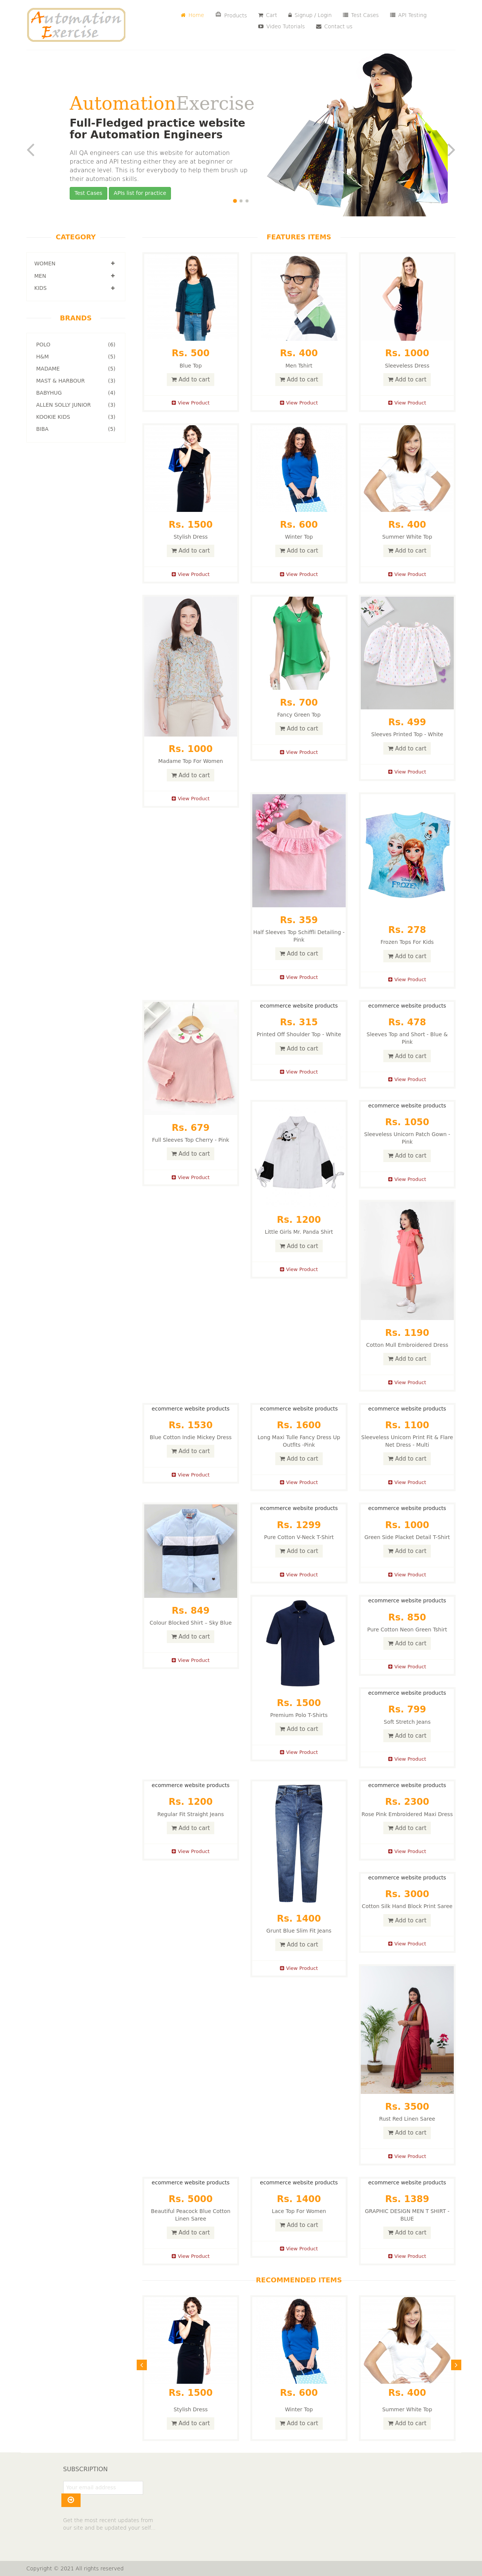 Automation
Exercise
Home
Products
Cart
Signup / Login
Test Cases
API Testing
Video Tutorials
Contact us
AutomationExercise
Full-Fledged practice website
for Automation Engineers
All QA engineers can use this website for automation
practice and API testing either they are at beginner or
advance level. This is for everybody to help them brush up
their automation skills.
Test Cases
APIs list for practice
CATEGORY
WOMEN
MEN
KIDS
BRANDS
POLO (6)
H&M (5)
MADAME (5)
MAST & HARBOUR (3)
BABYHUG (4)
ALLEN SOLLY JUNIOR (3)
KOOKIE KIDS (3)
BIBA (5)
FEATURES ITEMS
Rs. 500
Blue Top
Add to cart
View Product
Rs. 400
Men Tshirt
Add to cart
View Product
Rs. 1000
Sleeveless Dress
Add to cart
View Product
Rs. 1500
Stylish Dress
Add to cart
View Product
Rs. 600
Winter Top
Add to cart
View Product
Rs. 400
Summer White Top
Add to cart
View Product
Rs. 1000
Madame Top For Women
Add to cart
View Product
Rs. 700
Fancy Green Top
Add to cart
View Product
Rs. 499
Sleeves Printed Top - White
Add to cart
View Product
Rs. 359
Half Sleeves Top Schiffli Detailing -
Pink
Add to cart
View Product
FROZEN
Rs. 278
Frozen Tops For Kids
Add to cart
View Product
Rs. 679
Full Sleeves Top Cherry - Pink
Add to cart
View Product
ecommerce website products
Rs. 315
Printed Off Shoulder Top - White
Add to cart
View Product
ecommerce website products
Rs. 478
Sleeves Top and Short - Blue &
Pink
Add to cart
View Product
Rs. 1200
Little Girls Mr. Panda Shirt
Add to cart
View Product
ecommerce website products
Rs. 1050
Sleeveless Unicorn Patch Gown -
Pink
Add to cart
View Product
Rs. 1190
Cotton Mull Embroidered Dress
Add to cart
View Product
ecommerce website products
Rs. 1530
Blue Cotton Indie Mickey Dress
Add to cart
View Product
ecommerce website products
Rs. 1600
Long Maxi Tulle Fancy Dress Up
Outfits -Pink
Add to cart
View Product
ecommerce website products
Rs. 1100
Sleeveless Unicorn Print Fit & Flare
Net Dress - Multi
Add to cart
View Product
Rs. 849
Colour Blocked Shirt – Sky Blue
Add to cart
View Product
ecommerce website products
Rs. 1299
Pure Cotton V-Neck T-Shirt
Add to cart
View Product
ecommerce website products
Rs. 1000
Green Side Placket Detail T-Shirt
Add to cart
View Product
Rs. 1500
Premium Polo T-Shirts
Add to cart
View Product
ecommerce website products
Rs. 850
Pure Cotton Neon Green Tshirt
Add to cart
View Product
ecommerce website products
Rs. 799
Soft Stretch Jeans
Add to cart
View Product
ecommerce website products
Rs. 1200
Regular Fit Straight Jeans
Add to cart
View Product
Rs. 1400
Grunt Blue Slim Fit Jeans
Add to cart
View Product
ecommerce website products
Rs. 2300
Rose Pink Embroidered Maxi Dress
Add to cart
View Product
ecommerce website products
Rs. 3000
Cotton Silk Hand Block Print Saree
Add to cart
View Product
Rs. 3500
Rust Red Linen Saree
Add to cart
View Product
ecommerce website products
Rs. 5000
Beautiful Peacock Blue Cotton
Linen Saree
Add to cart
View Product
ecommerce website products
Rs. 1400
Lace Top For Women
Add to cart
View Product
ecommerce website products
Rs. 1389
GRAPHIC DESIGN MEN T SHIRT -
BLUE
Add to cart
View Product
RECOMMENDED ITEMS
Rs. 1500
Stylish Dress
Add to cart
Rs. 600
Winter Top
Add to cart
Rs. 400
Summer White Top
Add to cart
SUBSCRIPTION
Your email address
Get the most recent updates from
our site and be updated your self...
Copyright © 2021 All rights reserved